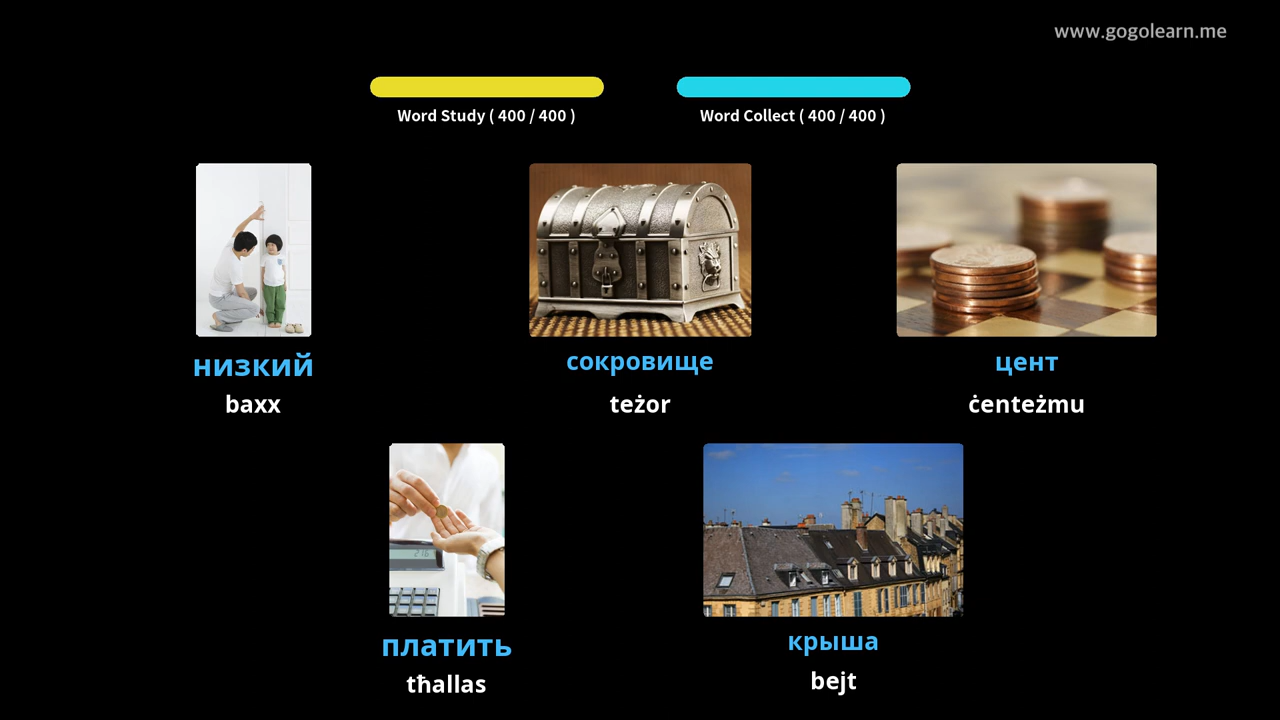 www.gogolearn.me
Word Study ( 400 / 400 )
Word Collect ( 400 / 400 )
низкий
baxx
сокровище
teżor
цент
ċenteżmu
платить
tħallas
крыша
bejt